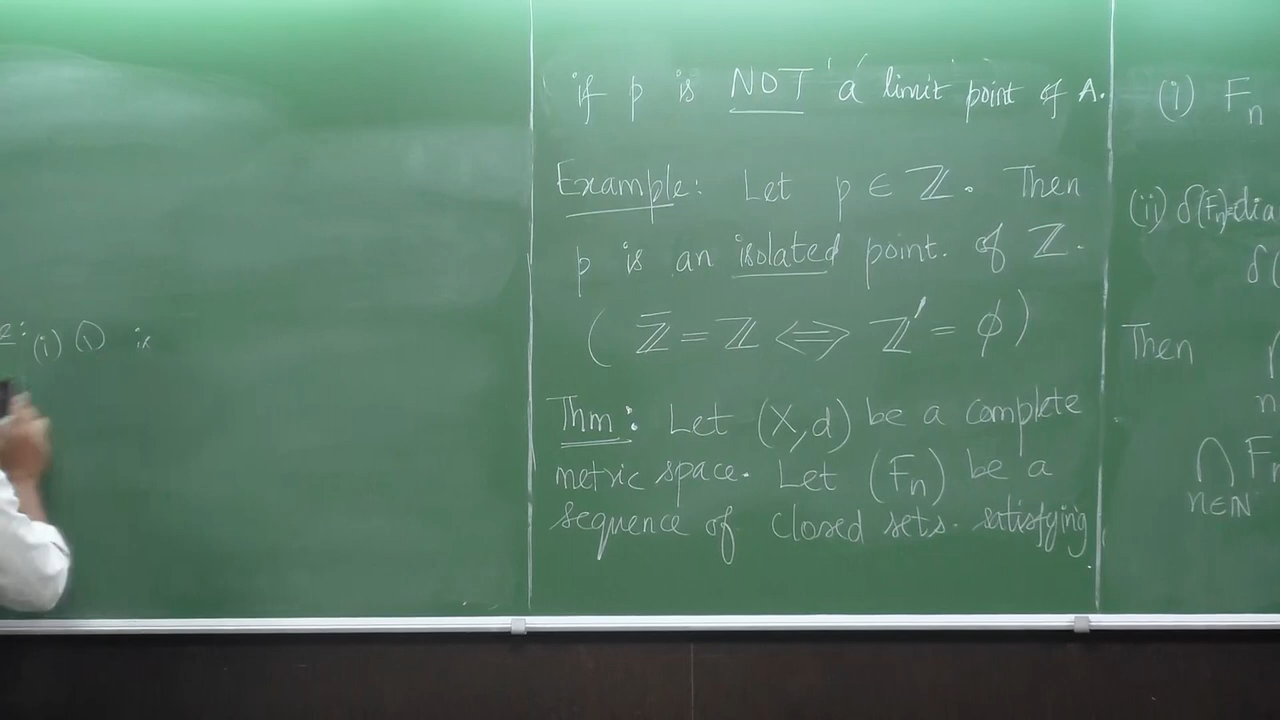 (i) Q is
if p is NOT a limit point of A.
Example: Let p ∈ ℤ. Then
p is an isolated point. of ℤ.
( ℤ̄ = ℤ ⟺ ℤ′ = ϕ )
Thm: Let (X,d) be a complete
metric space. Let (Fn) be a
sequence of closed sets. satisfying
(i) Fn
(ii) δ(Fn)=dia
δ(
Then
n
⋂ Fn
n∈ℕ